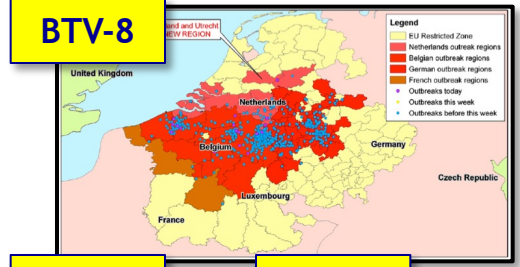 BTV-8
land and Utrecht
NEW REGION
United Kingdom
Netherlands
Belgium
Germany
Czech Republic
Luxembourg
France
Legend
EU Restricted Zone
Netherlands outreak regions
Belgian outbreak regions
German outbreak regions
French outbreak regions
Outbreaks today
Outbreaks this week
Outbreaks before this week